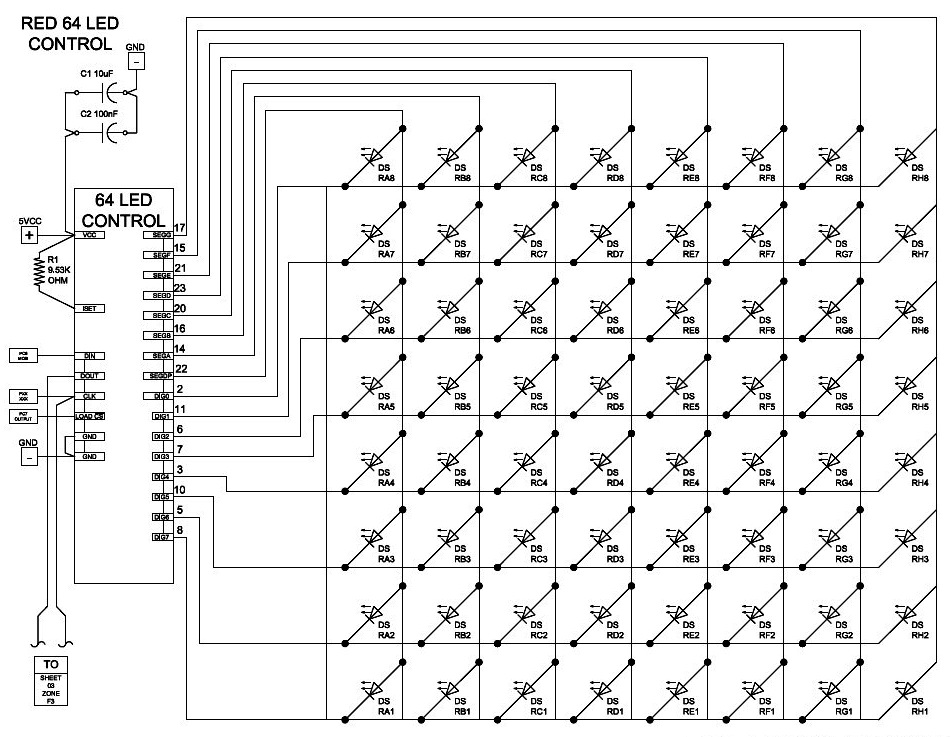 RED 64 LED
CONTROL
GND
-
C1 10uF
C2 100nF
64 LED
CONTROL
5VCC
+
R1
9.53K
OHM
VCC
ISET
DIN
DOUT
CLK
LOAD CS
GND
GND
GND
-
PC7
OUTPUT
SEGG 17
SEGF 15
SEGE 21
SEGD 23
SEGC 20
SEGB 16
SEGA 14
SEGDP 22
DIG0 2
DIG1 11
DIG2 6
DIG3 7
DIG4 3
DIG5 10
DIG6 5
DIG7 8
TO
SHEET
03
ZONE
F3
DS DS DS DS DS DS DS DS
RA8 RB8 RC8 RD8 RE8 RF8 RG8 RH8
DS DS DS DS DS DS DS DS
RA7 RB7 RC7 RD7 RE7 RF7 RG7 RH7
DS DS DS DS DS DS DS DS
RA6 RB6 RC6 RD6 RE6 RF6 RG6 RH6
DS DS DS DS DS DS DS DS
RA5 RB5 RC5 RD5 RE5 RF5 RG5 RH5
DS DS DS DS DS DS DS DS
RA4 RB4 RC4 RD4 RE4 RF4 RG4 RH4
DS DS DS DS DS DS DS DS
RA3 RB3 RC3 RD3 RE3 RF3 RG3 RH3
DS DS DS DS DS DS DS DS
RA2 RB2 RC2 RD2 RE2 RF2 RG2 RH2
DS DS DS DS DS DS DS DS
RA1 RB1 RC1 RD1 RE1 RF1 RG1 RH1